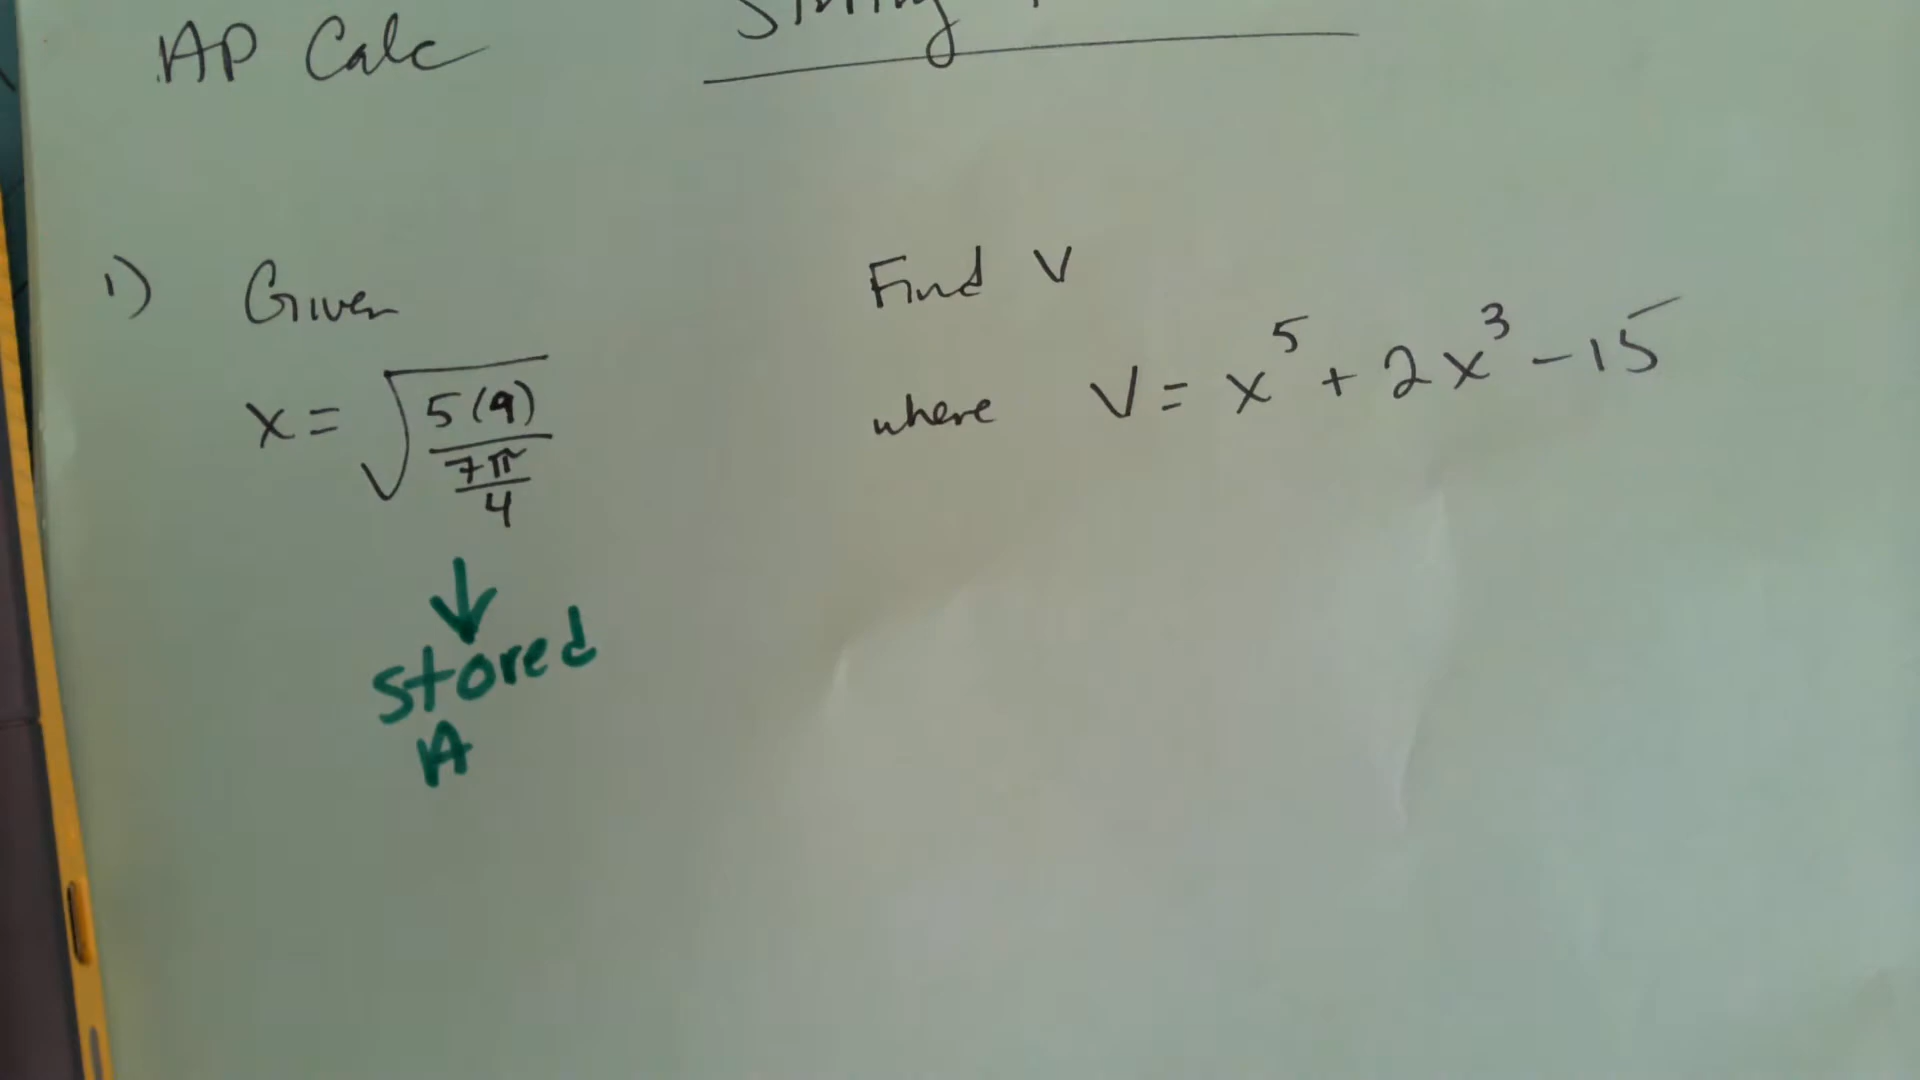 AP Calc
1) Given
x = √(5(9)/(7π/4))
Find V
where V = x^5 + 2x^3 - 15
↓
stored
A